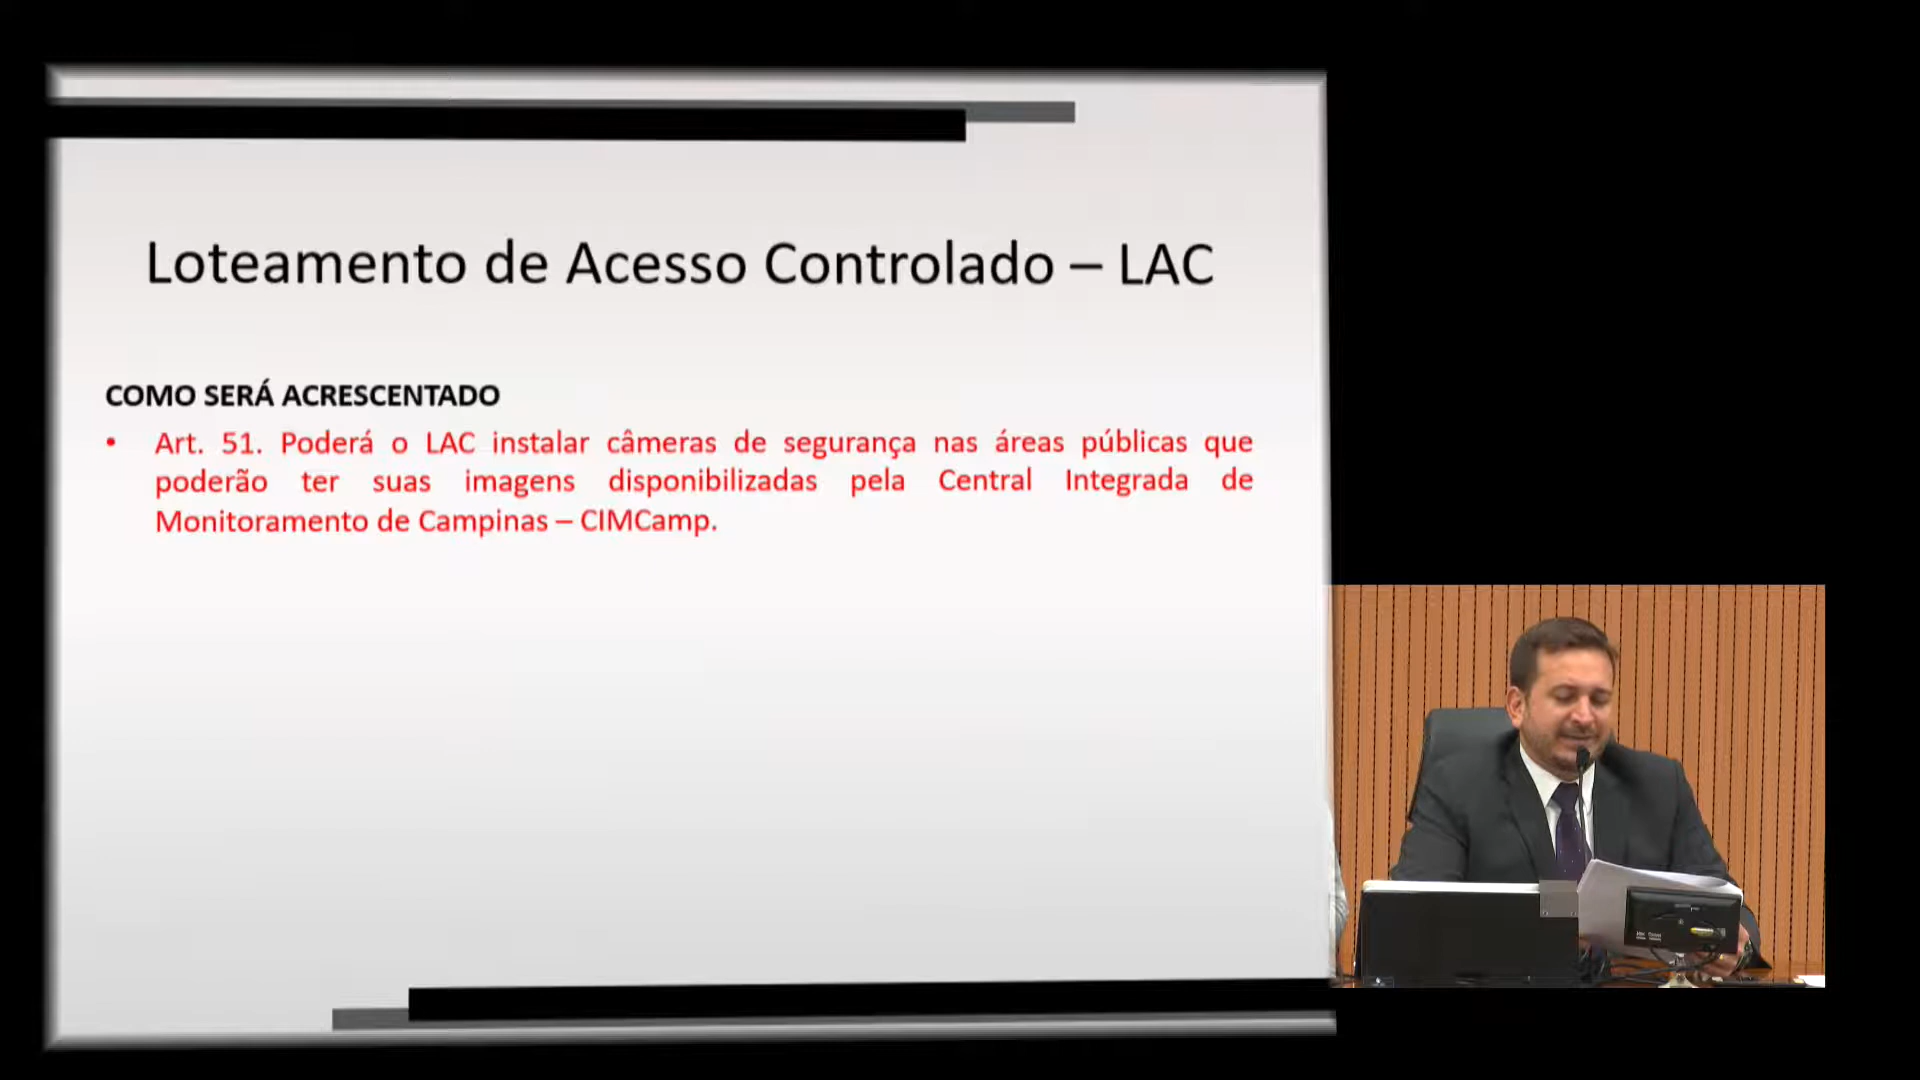 Loteamento de Acesso Controlado – LAC
COMO SERÁ ACRESCENTADO
• Art. 51. Poderá o LAC instalar câmeras de segurança nas áreas públicas que
poderão ter suas imagens disponibilizadas pela Central Integrada de
Monitoramento de Campinas – CIMCamp.